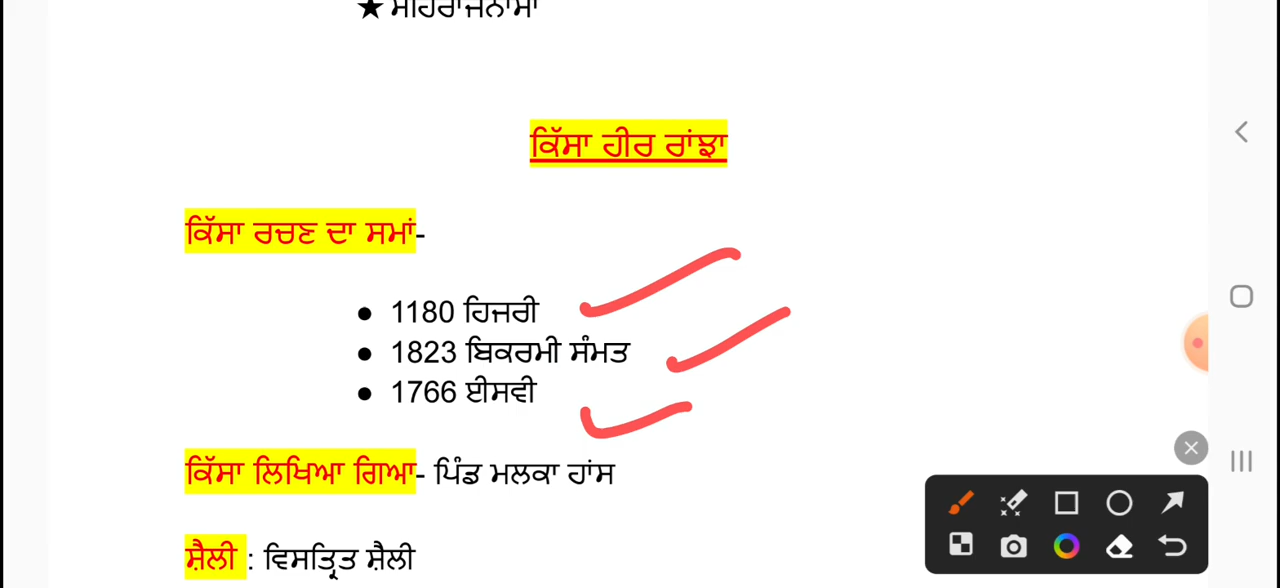 ਕਿੱਸਾ ਹੀਰ ਰਾਂਝਾ
ਕਿੱਸਾ ਰਚਣ ਦਾ ਸਮਾਂ-
● 1180 ਹਿਜਰੀ
● 1823 ਬਿਕਰਮੀ ਸੰਮਤ
● 1766 ਈਸਵੀ
ਕਿੱਸਾ ਲਿਖਿਆ ਗਿਆ- ਪਿੰਡ ਮਲਕਾ ਹਾਂਸ
ਸ਼ੈਲੀ : ਵਿਸਤ੍ਰਿਤ ਸ਼ੈਲੀ